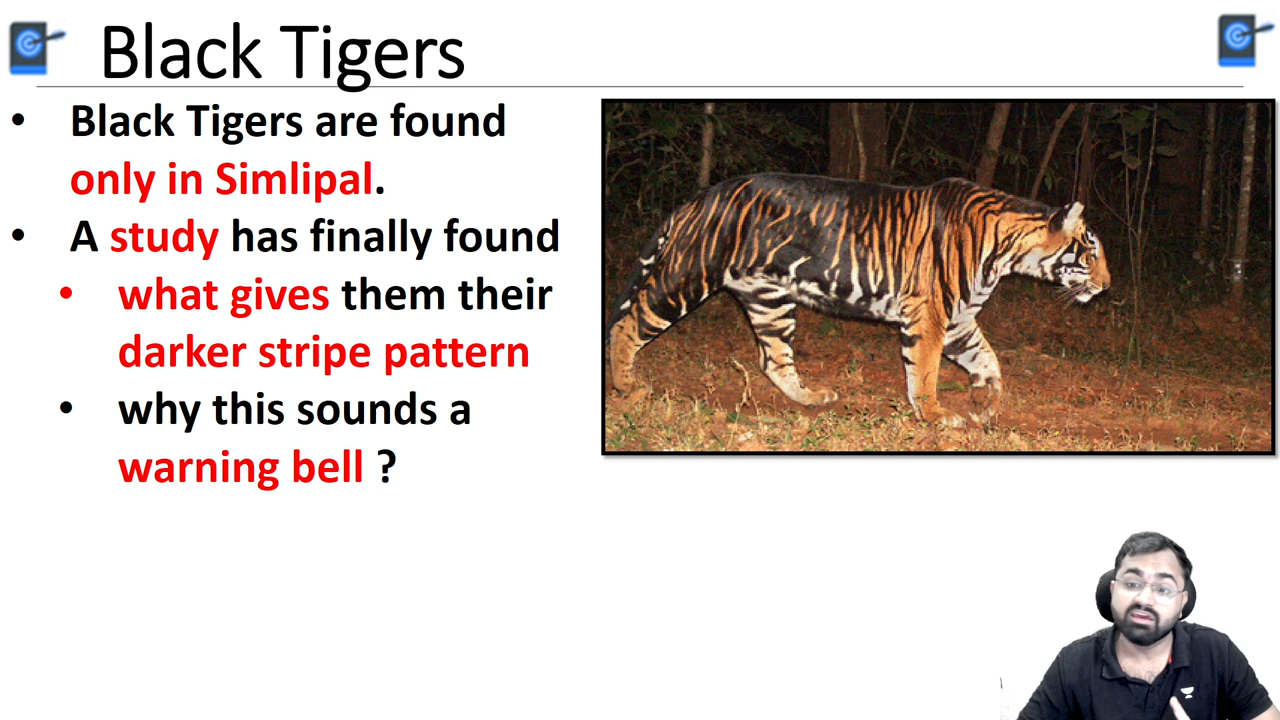 Black Tigers
• Black Tigers are found
only in Simlipal.
• A study has finally found
• what gives them their
darker stripe pattern
• why this sounds a
warning bell ?